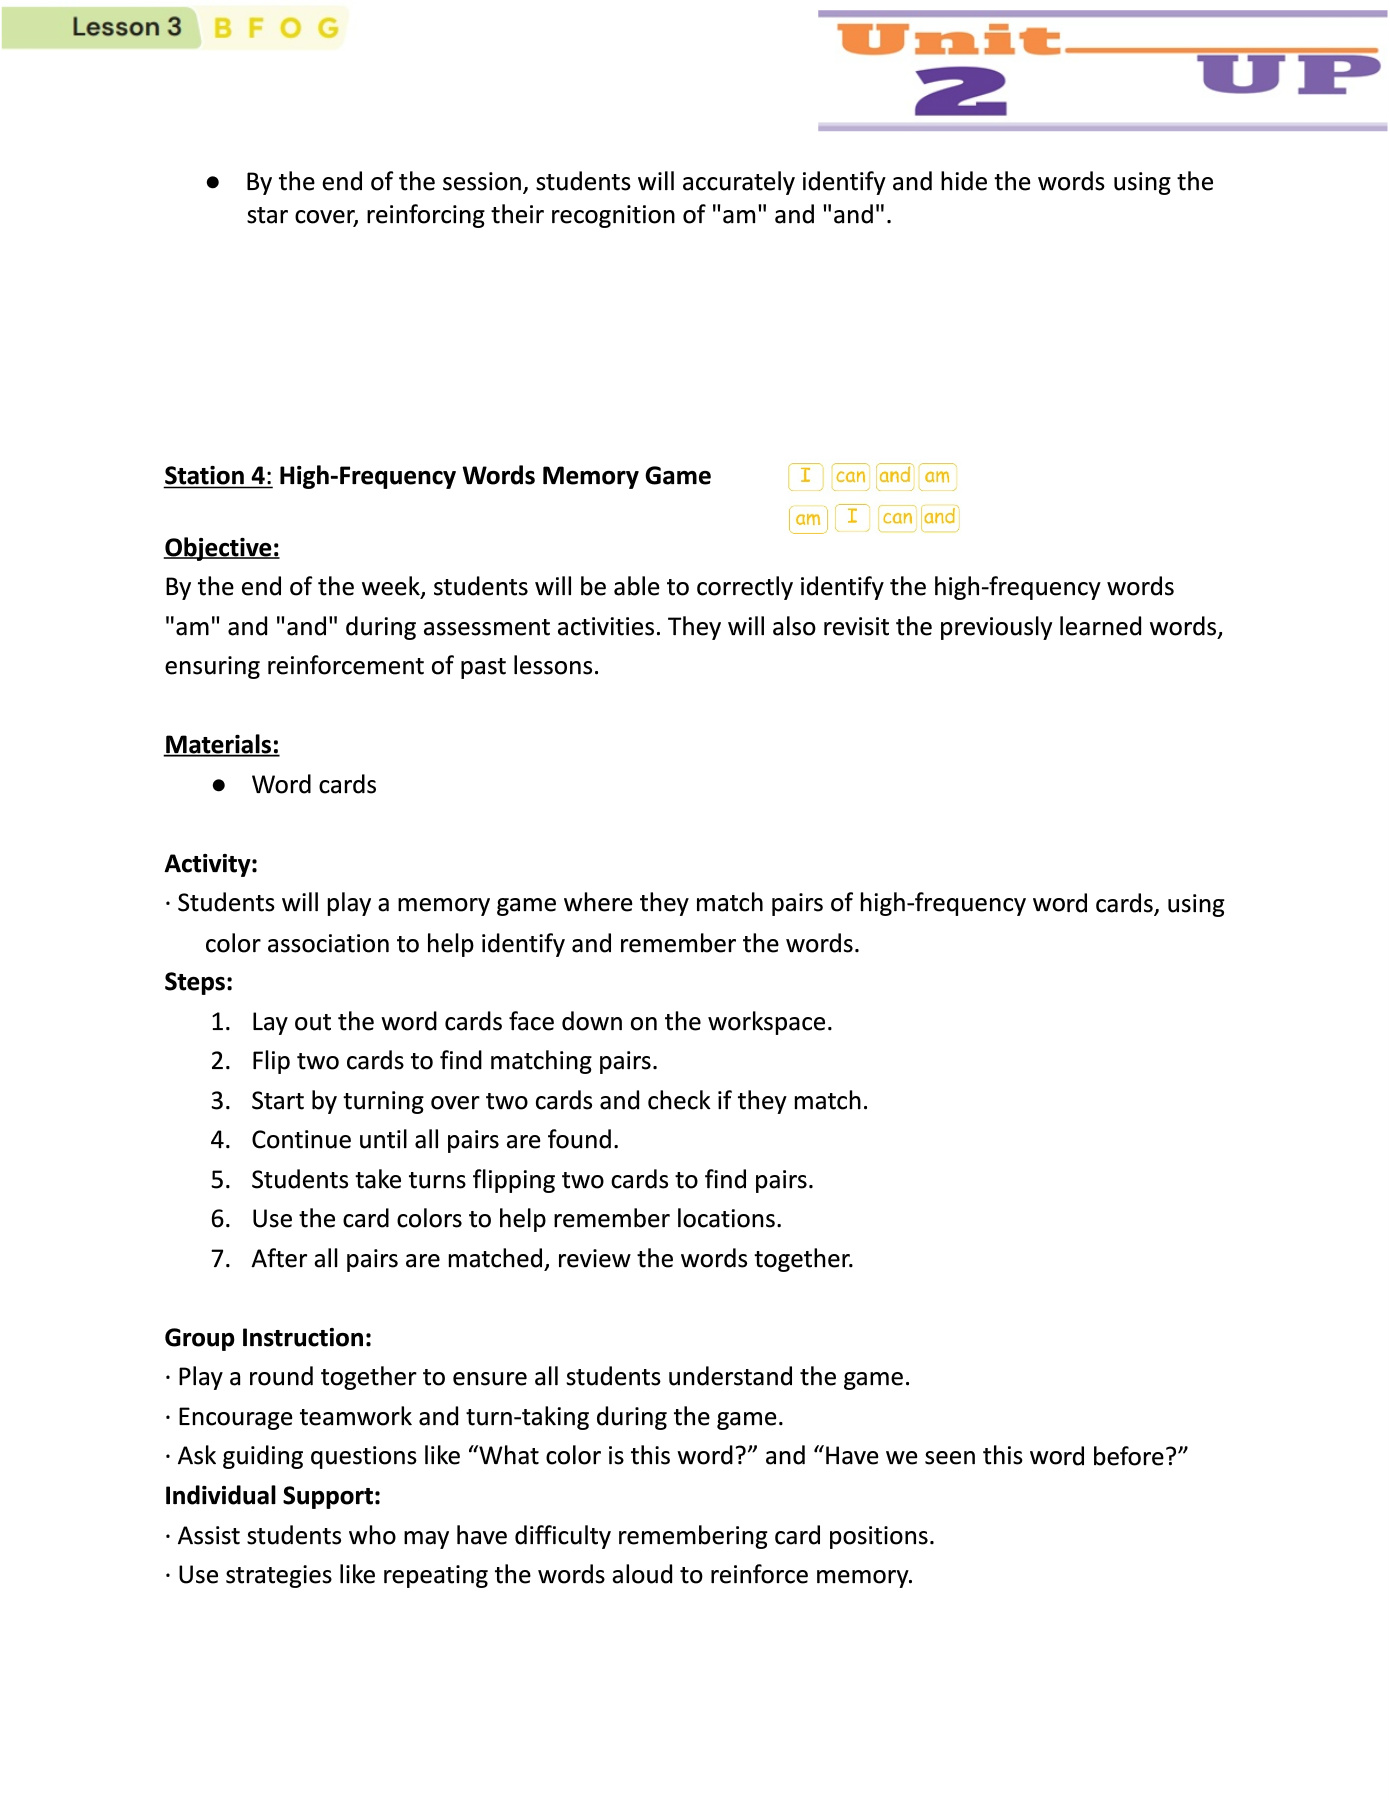 Lesson 3 B F O G
Unit 2 UP
● By the end of the session, students will accurately identify and hide the words using the
star cover, reinforcing their recognition of "am" and "and".
Station 4: High-Frequency Words Memory Game
I can and am
am I can and
Objective:
By the end of the week, students will be able to correctly identify the high-frequency words
"am" and "and" during assessment activities. They will also revisit the previously learned words,
ensuring reinforcement of past lessons.
Materials:
● Word cards
Activity:
· Students will play a memory game where they match pairs of high-frequency word cards, using
color association to help identify and remember the words.
Steps:
1. Lay out the word cards face down on the workspace.
2. Flip two cards to find matching pairs.
3. Start by turning over two cards and check if they match.
4. Continue until all pairs are found.
5. Students take turns flipping two cards to find pairs.
6. Use the card colors to help remember locations.
7. After all pairs are matched, review the words together.
Group Instruction:
· Play a round together to ensure all students understand the game.
· Encourage teamwork and turn-taking during the game.
· Ask guiding questions like “What color is this word?” and “Have we seen this word before?”
Individual Support:
· Assist students who may have difficulty remembering card positions.
· Use strategies like repeating the words aloud to reinforce memory.